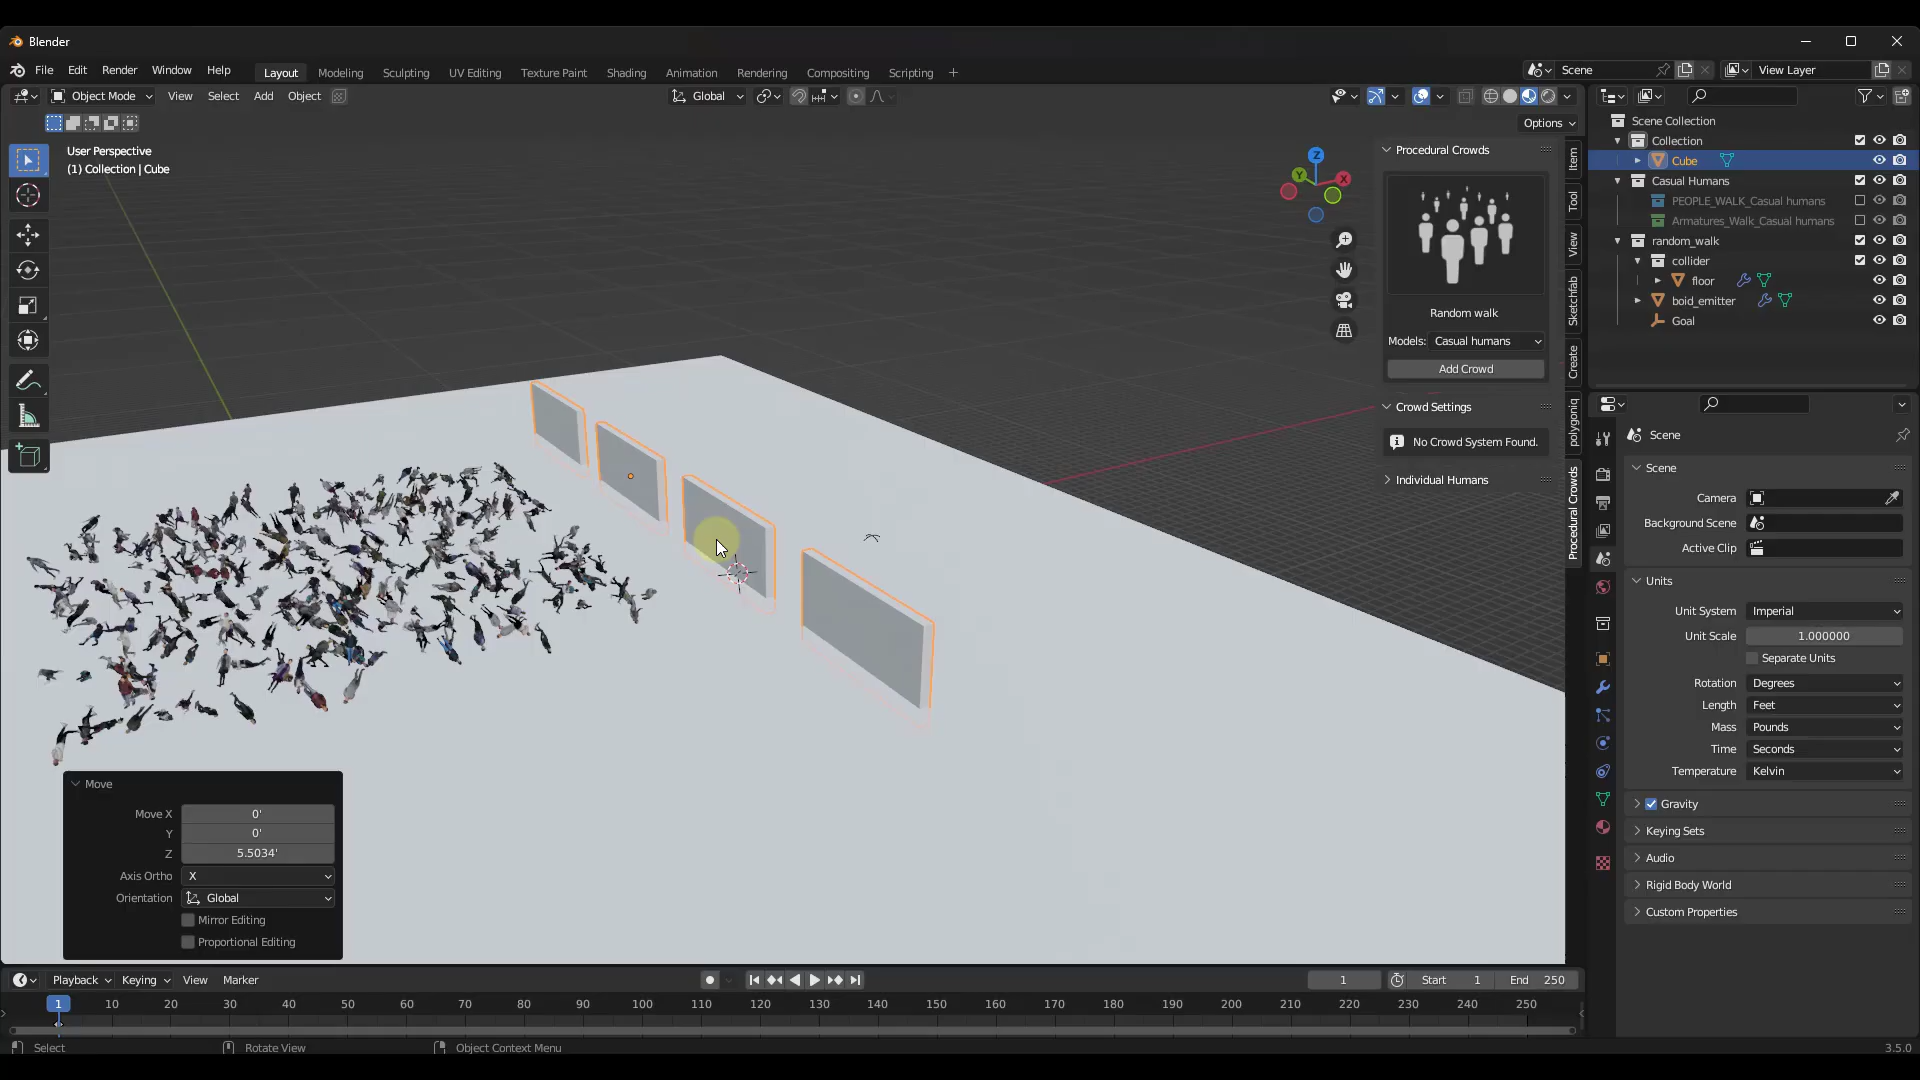 Blender
File Edit Render Window Help
Layout Modeling Sculpting UV Editing Texture Paint Shading Animation Rendering Compositing Scripting
Scene
View Layer
Object Mode View Select Add Object
Global
Options
User Perspective
(1) Collection | Cube
Z
Y
X
Procedural Crowds
Random walk
Models: Casual humans
Add Crowd
Crowd Settings
No Crowd System Found.
Individual Humans
Item
Tool
View
Sketchfab
Create
polygoniq
Procedural Crowds
Scene Collection
Collection
Cube
Casual Humans
PEOPLE_WALK_Casual humans
Armatures_Walk_Casual humans
random_walk
collider
floor
boid_emitter
Goal
Scene
Scene
Camera
Background Scene
Active Clip
Units
Unit System Imperial
Unit Scale 1.000000
Separate Units
Rotation Degrees
Length Feet
Mass Pounds
Time Seconds
Temperature Kelvin
Gravity
Keying Sets
Audio
Rigid Body World
Custom Properties
Move
Move X 0'
Y 0'
Z 5.5034'
Axis Ortho X
Orientation Global
Mirror Editing
Proportional Editing
Playback Keying View Marker
1 Start 1 End 250
1 10 20 30 40 50 60 70 80 90 100 110 120 130 140 150 160 170 180 190 200 210 220 230 240 250
Select Rotate View Object Context Menu 3.5.0